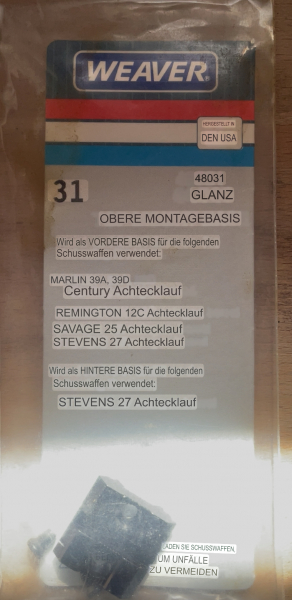 WEAVER
HERGESTELLT IN
DEN USA
31
48031
GLANZ
OBERE MONTAGEBASIS
Wird als VORDERE BASIS für die folgenden
Schusswaffen verwendet:
MARLIN 39A, 39D
Century Achtecklauf
REMINGTON 12C Achtecklauf
SAVAGE 25 Achtecklauf
STEVENS 27 Achtecklauf
Wird als HINTERE BASIS für die folgenden
Schusswaffen verwendet:
STEVENS 27 Achtecklauf
LADEN SIE SCHUSSWAFFEN,
UM UNFÄLLE
ZU VERMEIDEN